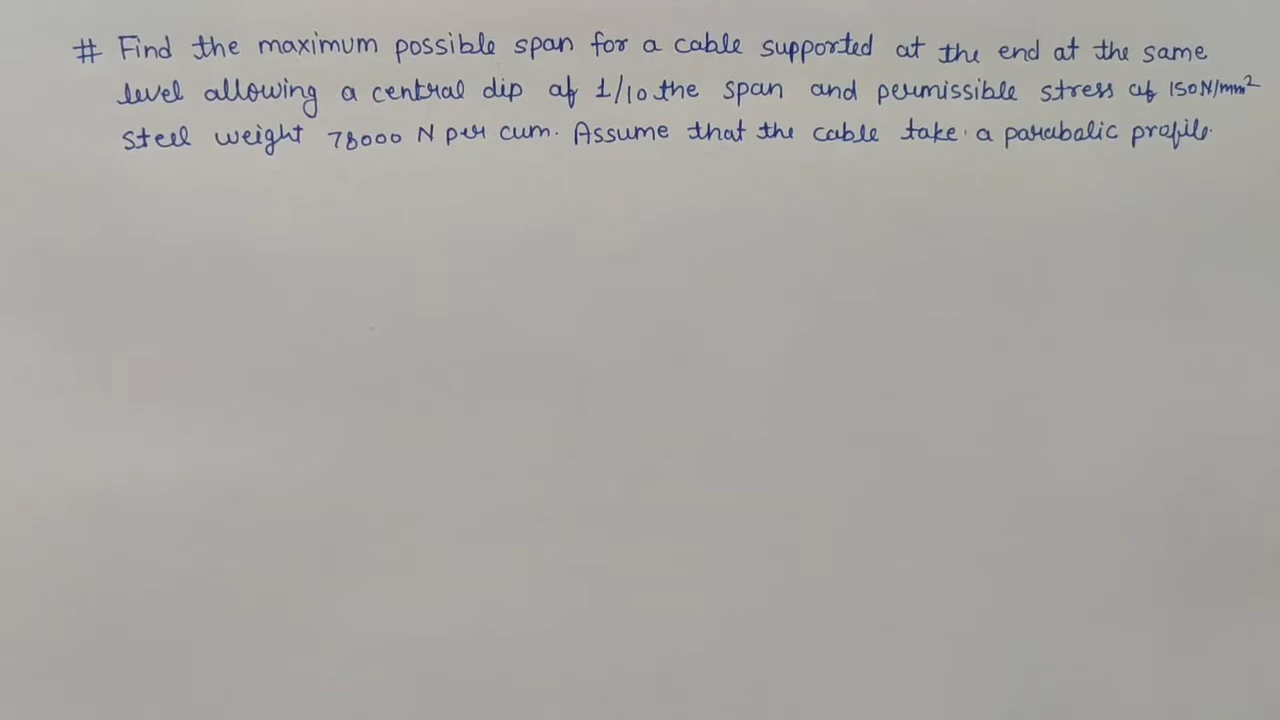 # Find the maximum possible span for a cable supported at the end at the same
level allowing a central dip of 1/10 the span and permissible stress of 150N/mm²
steel weight 78000 N per cum. Assume that the cable take a parabolic profile.